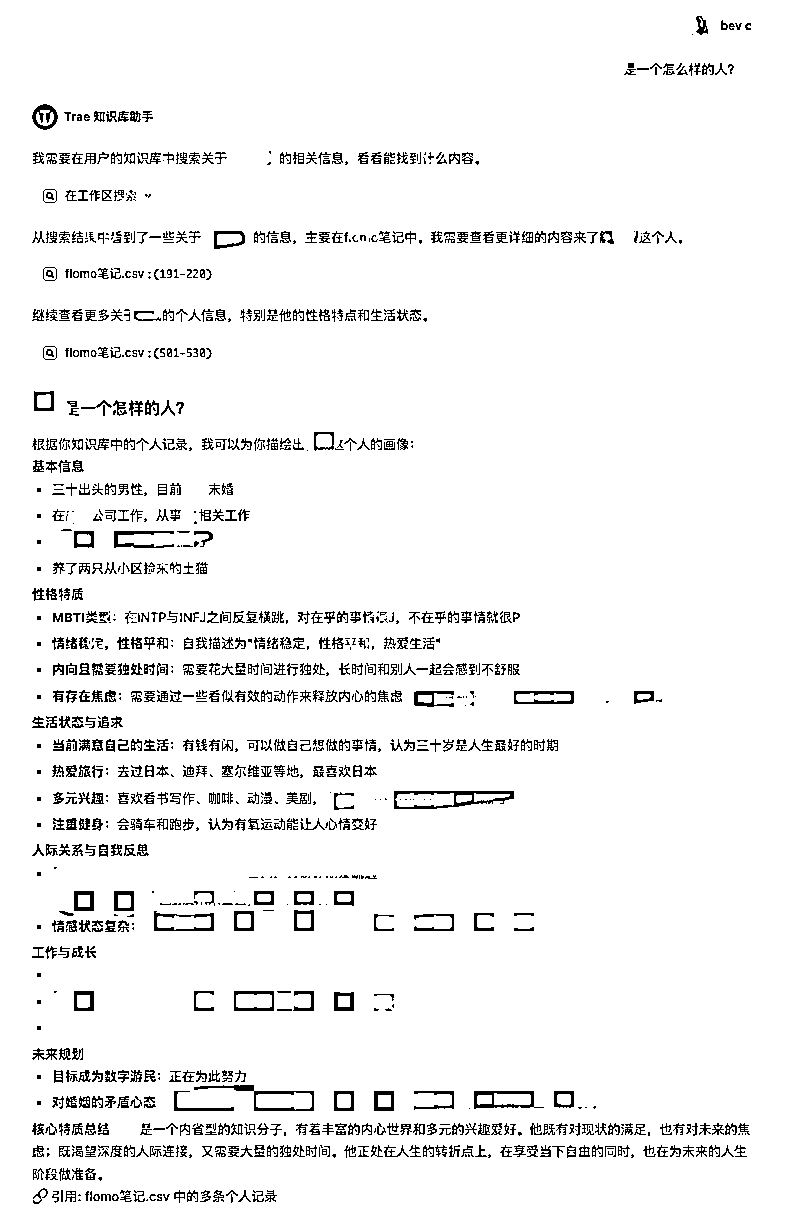 bev c
是一个怎么样的人？
Trae 知识库助手
我需要在用户的知识库中搜索关于 的相关信息，看看能找到什么内容。
在工作区搜索
从搜索结果中看到了一些关于 的信息，主要在flomo笔记中。我需要查看更详细的内容来了 这个人。
flomo笔记.csv:(191-220)
继续查看更多关于 的个人信息，特别是他的性格特点和生活状态。
flomo笔记.csv:(501-530)
是一个怎样的人？
根据你知识库中的个人记录，我可以为你描绘出 这个人的画像：
基本信息
▪ 三十出头的男性，目前 未婚
▪ 在 公司工作，从事 相关工作
▪ 养了两只从小区捡来的土猫
性格特质
▪ MBTI类型：在INTP与INFJ之间反复横跳，对在乎的事情很J，不在乎的事情就很P
▪ 情绪稳定，性格平和：自我描述为"情绪稳定，性格平和，热爱生活"
▪ 内向且需要独处时间：需要花大量时间进行独处，长时间和别人一起会感到不舒服
▪ 有存在焦虑：需要通过一些看似有效的动作来释放内心的焦虑
生活状态与追求
▪ 当前满意自己的生活：有钱有闲，可以做自己想做的事情，认为三十岁是人生最好的时期
▪ 热爱旅行：去过日本、迪拜、塞尔维亚等地，最喜欢日本
▪ 多元兴趣：喜欢看书写作、咖啡、动漫、美剧，
▪ 注重健身：会骑车和跑步，认为有氧运动能让人心情变好
人际关系与自我反思
▪ 情感状态复杂：
工作与成长
未来规划
▪ 目标成为数字游民：正在为此努力
▪ 对婚姻的矛盾心态
核心特质总结 是一个内省型的知识分子，有着丰富的内心世界和多元的兴趣爱好。他既有对现状的满足，也有对未来的焦
虑；既渴望深度的人际连接，又需要大量的独处时间。他正处在人生的转折点上，在享受当下自由的同时，也在为未来的人生
阶段做准备。
引用: flomo笔记.csv 中的多条个人记录